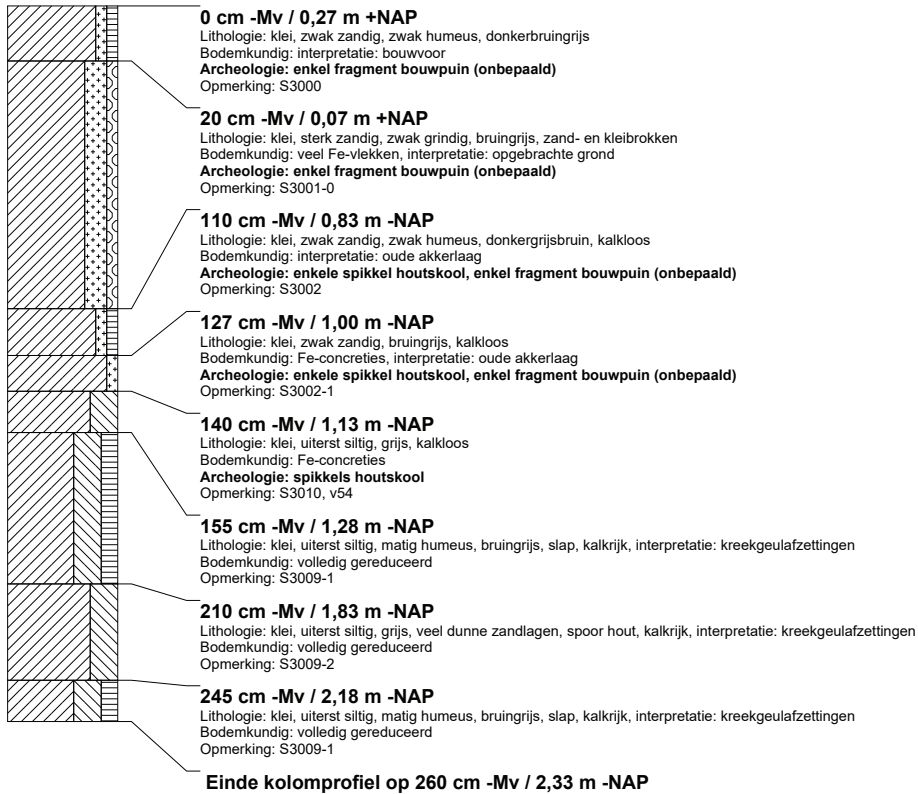 0 cm -Mv / 0,27 m +NAP
Lithologie: klei, zwak zandig, zwak humeus, donkerbruingrijs
Bodemkundig: interpretatie: bouwvoor
Archeologie: enkel fragment bouwpuin (onbepaald)
Opmerking: S3000
20 cm -Mv / 0,07 m +NAP
Lithologie: klei, sterk zandig, zwak grindig, bruingrijs, zand- en kleibrokken
Bodemkundig: veel Fe-vlekken, interpretatie: opgebrachte grond
Archeologie: enkel fragment bouwpuin (onbepaald)
Opmerking: S3001-0
110 cm -Mv / 0,83 m -NAP
Lithologie: klei, zwak zandig, zwak humeus, donkergrijsbruin, kalkloos
Bodemkundig: interpretatie: oude akkerlaag
Archeologie: enkele spikkel houtskool, enkel fragment bouwpuin (onbepaald)
Opmerking: S3002
127 cm -Mv / 1,00 m -NAP
Lithologie: klei, zwak zandig, bruingrijs, kalkloos
Bodemkundig: Fe-concreties, interpretatie: oude akkerlaag
Archeologie: enkele spikkel houtskool, enkel fragment bouwpuin (onbepaald)
Opmerking: S3002-1
140 cm -Mv / 1,13 m -NAP
Lithologie: klei, uiterst siltig, grijs, kalkloos
Bodemkundig: Fe-concreties
Archeologie: spikkels houtskool
Opmerking: S3010, v54
155 cm -Mv / 1,28 m -NAP
Lithologie: klei, uiterst siltig, matig humeus, bruingrijs, slap, kalkrijk, interpretatie: kreekgeulafzettingen
Bodemkundig: volledig gereduceerd
Opmerking: S3009-1
210 cm -Mv / 1,83 m -NAP
Lithologie: klei, uiterst siltig, grijs, veel dunne zandlagen, spoor hout, kalkrijk, interpretatie: kreekgeulafzettingen
Bodemkundig: volledig gereduceerd
Opmerking: S3009-2
245 cm -Mv / 2,18 m -NAP
Lithologie: klei, uiterst siltig, matig humeus, bruingrijs, slap, kalkrijk, interpretatie: kreekgeulafzettingen
Bodemkundig: volledig gereduceerd
Opmerking: S3009-1
Einde kolomprofiel op 260 cm -Mv / 2,33 m -NAP